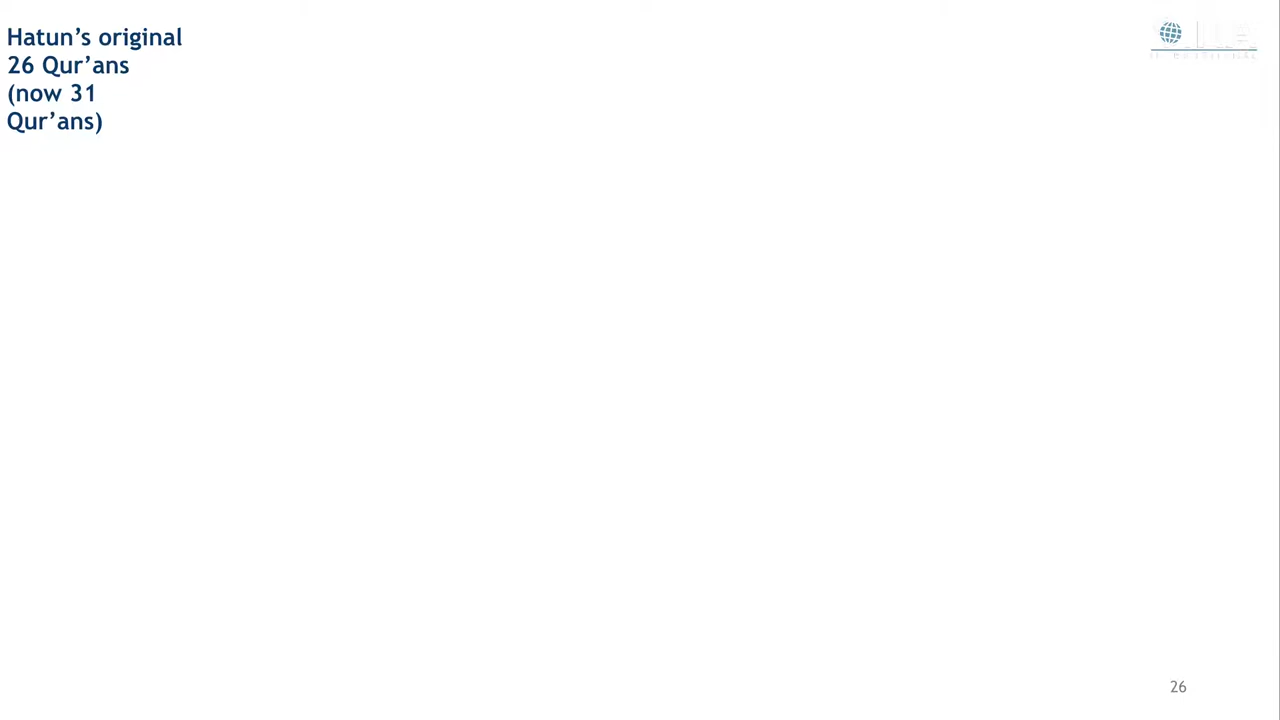 Hatun’s original
26 Qur’ans
(now 31
Qur’ans)
26